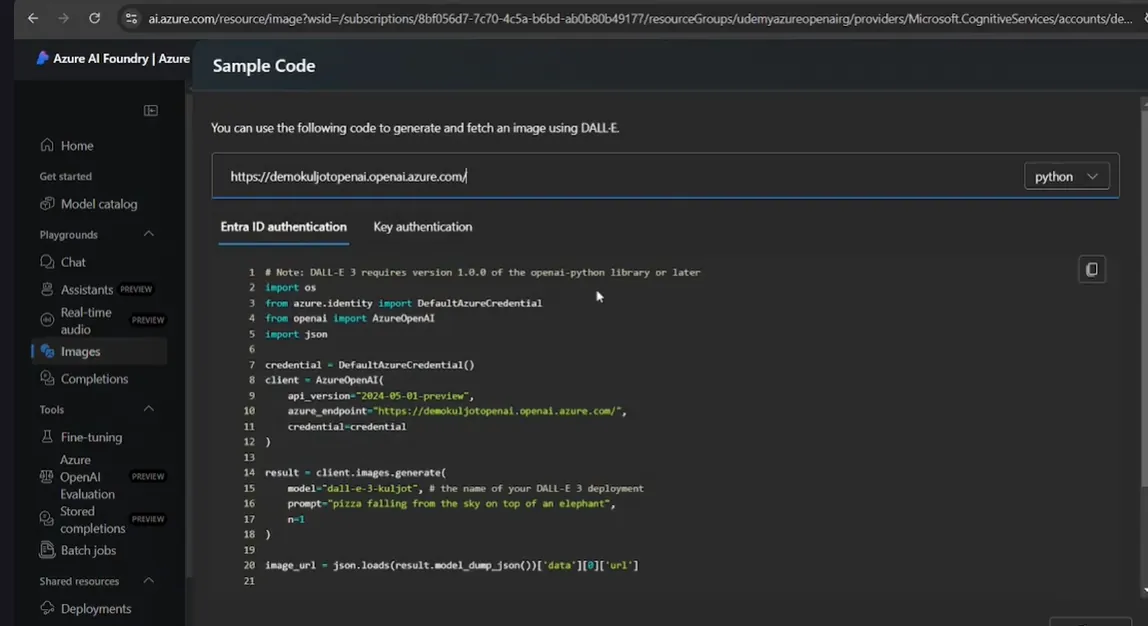 ai.azure.com/resource/image?wsid=/subscriptions/8bf056d7-7c70-4c5a-b6bd-ab0b80b49177/resourceGroups/udemyazureopenairg/providers/Microsoft.CognitiveServices/accounts/de...
Azure AI Foundry | Azure
Sample Code
You can use the following code to generate and fetch an image using DALL·E.
https://demokuljotopenai.openai.azure.com/
python
Entra ID authentication
Key authentication
Home
Get started
Model catalog
Playgrounds
Chat
Assistants PREVIEW
Real-time
audio PREVIEW
Images
Completions
Tools
Fine-tuning
Azure
OpenAI PREVIEW
Evaluation
Stored
completions PREVIEW
Batch jobs
Shared resources
Deployments
1 # Note: DALL-E 3 requires version 1.0.0 of the openai-python library or later
2 import os
3 from azure.identity import DefaultAzureCredential
4 from openai import AzureOpenAI
5 import json
6
7 credential = DefaultAzureCredential()
8 client = AzureOpenAI(
9 api_version="2024-05-01-preview",
10 azure_endpoint="https://demokuljotopenai.openai.azure.com/",
11 credential=credential
12 )
13
14 result = client.images.generate(
15 model="dall-e-3-kuljot", # the name of your DALL-E 3 deployment
16 prompt="pizza falling from the sky on top of an elephant",
17 n=1
18 )
19
20 image_url = json.loads(result.model_dump_json())['data'][0]['url']
21